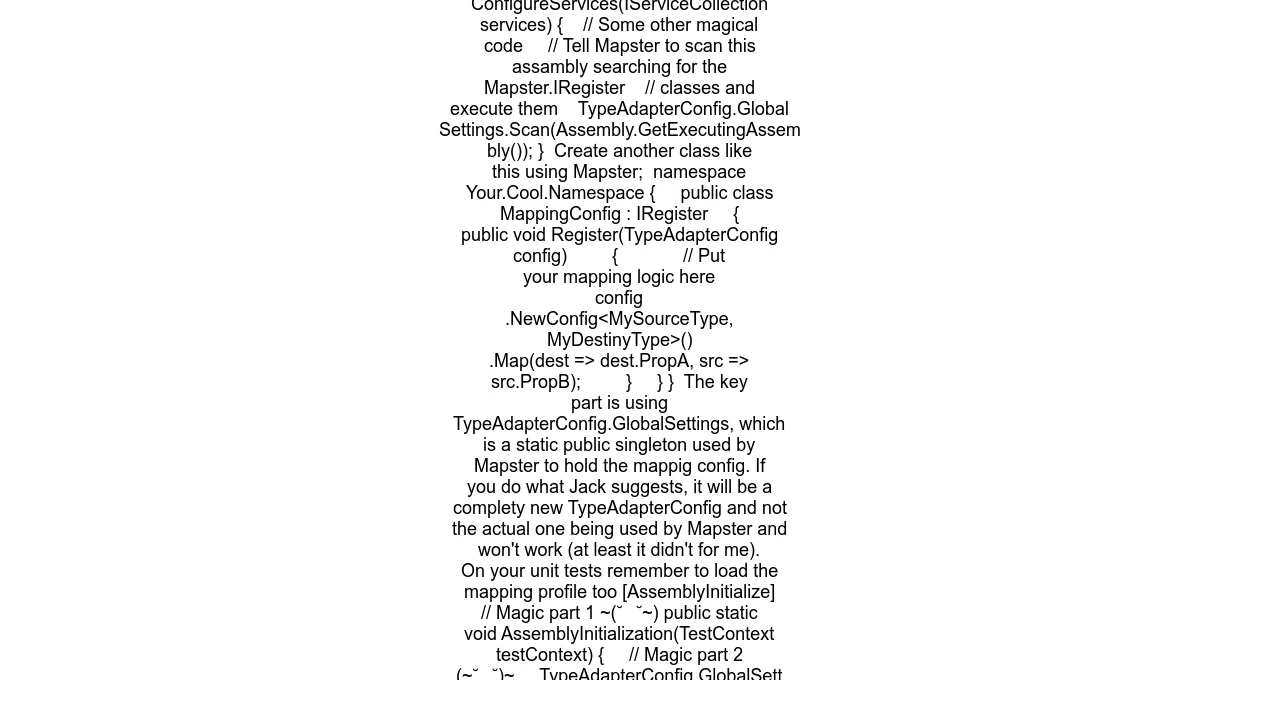 ConfigureServices(IServiceCollection
services) {    // Some other magical
code     // Tell Mapster to scan this
assambly searching for the
Mapster.IRegister    // classes and
execute them    TypeAdapterConfig.Global
Settings.Scan(Assembly.GetExecutingAssem
bly()); }  Create another class like
this using Mapster;  namespace
Your.Cool.Namespace {     public class
MappingConfig : IRegister     {
public void Register(TypeAdapterConfig
config)         {             // Put
your mapping logic here
config
.NewConfig<MySourceType,
MyDestinyType>()
.Map(dest => dest.PropA, src =>
src.PropB);         }     } }  The key
part is using
TypeAdapterConfig.GlobalSettings, which
is a static public singleton used by
Mapster to hold the mappig config. If
you do what Jack suggests, it will be a
complety new TypeAdapterConfig and not
the actual one being used by Mapster and
won't work (at least it didn't for me).
On your unit tests remember to load the
mapping profile too [AssemblyInitialize]
// Magic part 1 ~(˘  ˘~) public static
void AssemblyInitialization(TestContext
testContext) {     // Magic part 2
(~˘  ˘)~     TypeAdapterConfig.GlobalSett